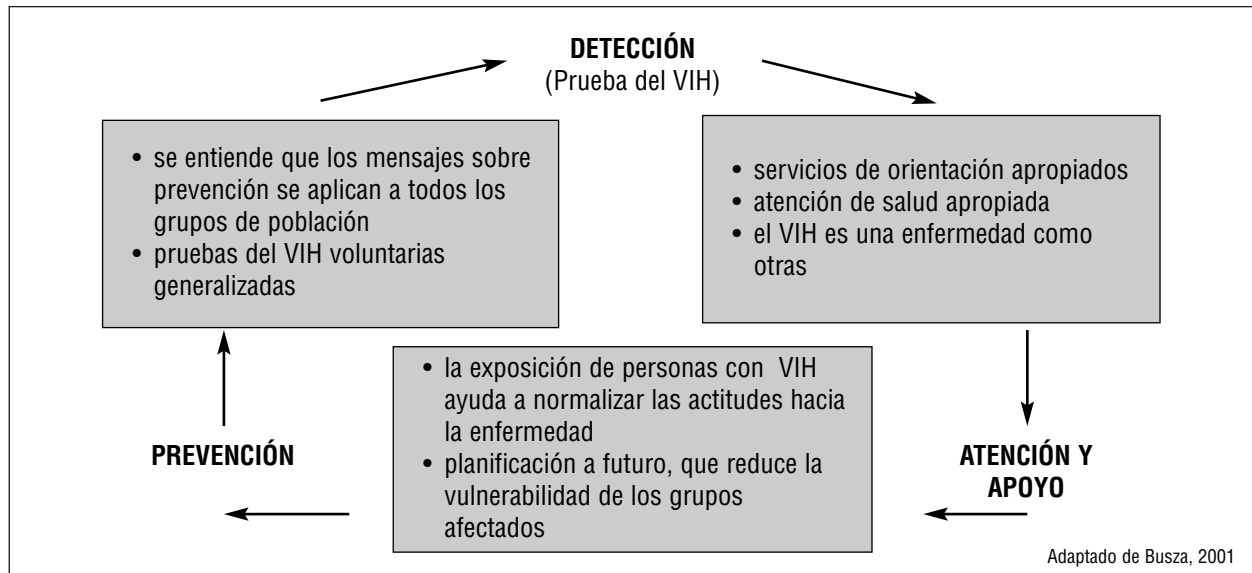 DETECCIÓN
(Prueba del VIH)
• se entiende que los mensajes sobre
prevención se aplican a todos los
grupos de población
• pruebas del VIH voluntarias
generalizadas
• servicios de orientación apropiados
• atención de salud apropiada
• el VIH es una enfermedad como
otras
• la exposición de personas con VIH
ayuda a normalizar las actitudes hacia
la enfermedad
• planificación a futuro, que reduce la
vulnerabilidad de los grupos
afectados
PREVENCIÓN
ATENCIÓN Y
APOYO
Adaptado de Busza, 2001